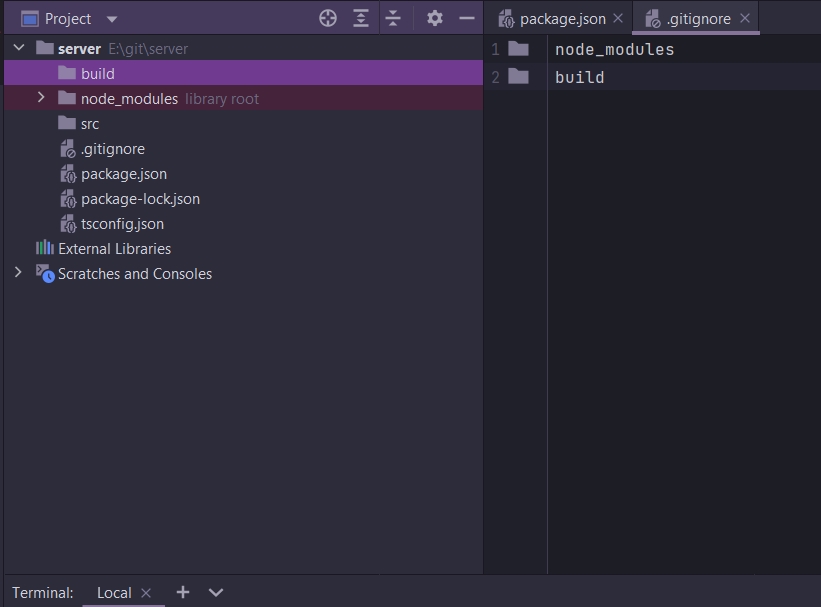 Project
package.json
.gitignore
server E:\git\server
build
node_modules library root
src
.gitignore
package.json
package-lock.json
tsconfig.json
External Libraries
Scratches and Consoles
1 node_modules
2 build
Terminal: Local